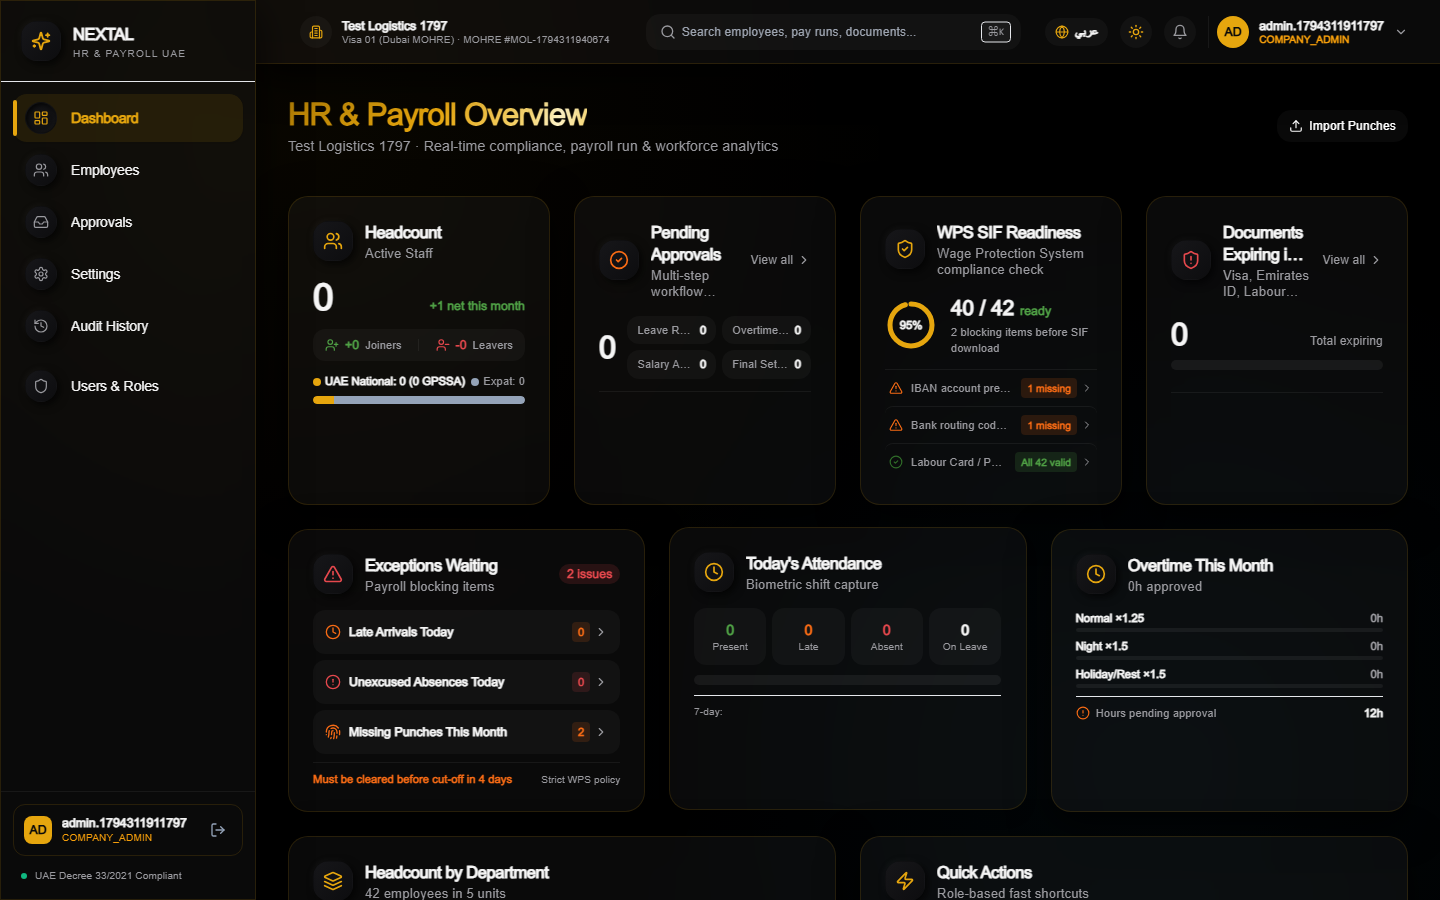 NEXTAL
HR & PAYROLL UAE
Test Logistics 1797
Visa 01 (Dubai MOHRE) · MOHRE #MOL-1794311940674
Search employees, pay runs, documents...
⌘K
عربي
AD
admin.1794311911797
COMPANY_ADMIN
Dashboard
Employees
Approvals
Settings
Audit History
Users & Roles
AD
admin.1794311911797
COMPANY_ADMIN
UAE Decree 33/2021 Compliant
HR & Payroll Overview
Test Logistics 1797 · Real-time compliance, payroll run & workforce analytics
Import Punches
Headcount
Active Staff
0
+1 net this month
+0 Joiners
-0 Leavers
UAE National: 0 (0 GPSSA)
Expat: 0
Pending
Approvals
Multi-step
workflow...
View all
0
Leave R... 0
Overtime... 0
Salary A... 0
Final Set... 0
WPS SIF Readiness
Wage Protection System
compliance check
95%
40 / 42 ready
2 blocking items before SIF
download
IBAN account pre... 1 missing
Bank routing cod... 1 missing
Labour Card / P... All 42 valid
Documents
Expiring i...
Visa, Emirates
ID, Labour...
View all
0
Total expiring
Exceptions Waiting
Payroll blocking items
2 issues
Late Arrivals Today 0
Unexcused Absences Today 0
Missing Punches This Month 2
Must be cleared before cut-off in 4 days
Strict WPS policy
Today's Attendance
Biometric shift capture
0 Present
0 Late
0 Absent
0 On Leave
7-day:
Overtime This Month
0h approved
Normal ×1.25 0h
Night ×1.5 0h
Holiday/Rest ×1.5 0h
Hours pending approval 12h
Headcount by Department
42 employees in 5 units
Quick Actions
Role-based fast shortcuts